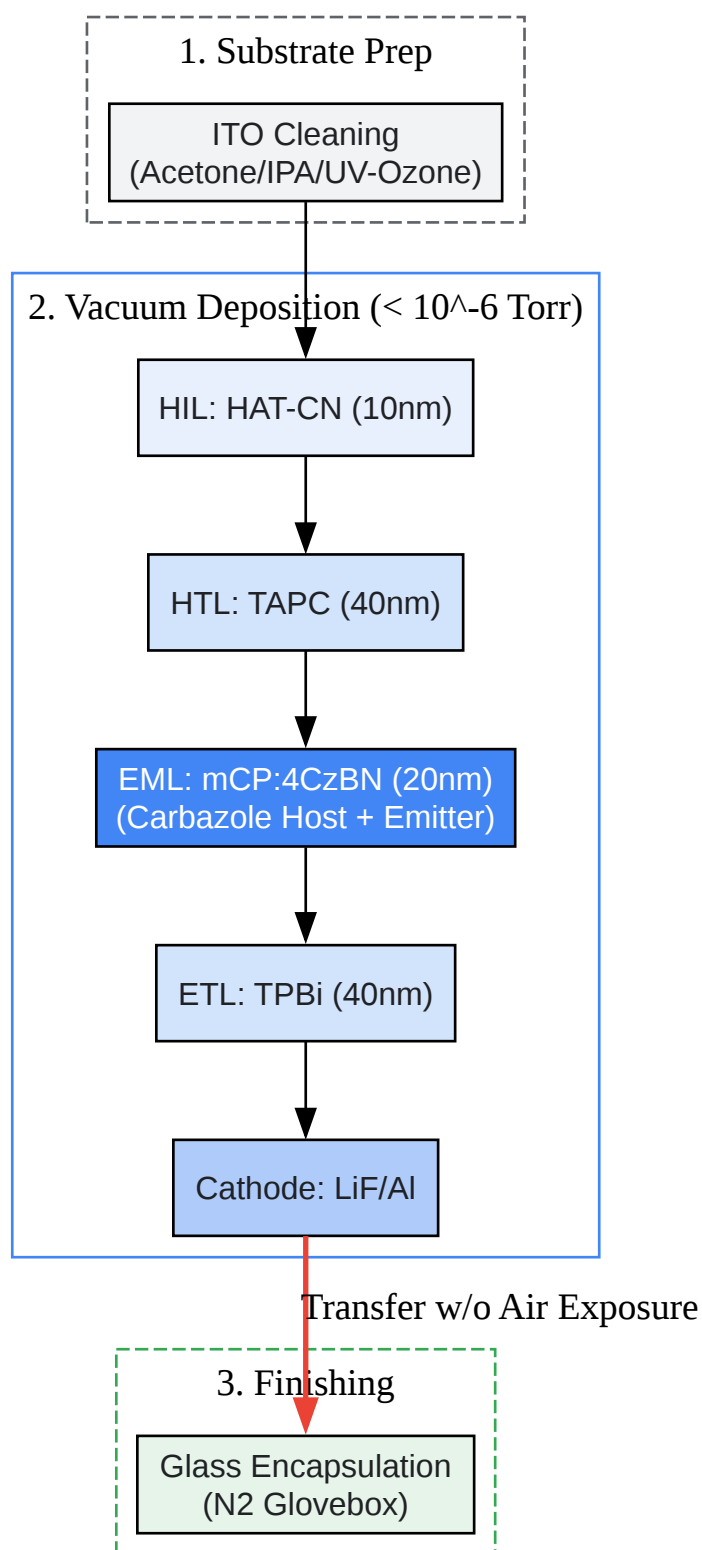 1. Substrate Prep
ITO Cleaning
(Acetone/IPA/UV-Ozone)
2. Vacuum Deposition (< 10^-6 Torr)
HIL: HAT-CN (10nm)
HTL: TAPC (40nm)
EML: mCP:4CzBN (20nm)
(Carbazole Host + Emitter)
ETL: TPBi (40nm)
Cathode: LiF/Al
Transfer w/o Air Exposure
3. Finishing
Glass Encapsulation
(N2 Glovebox)